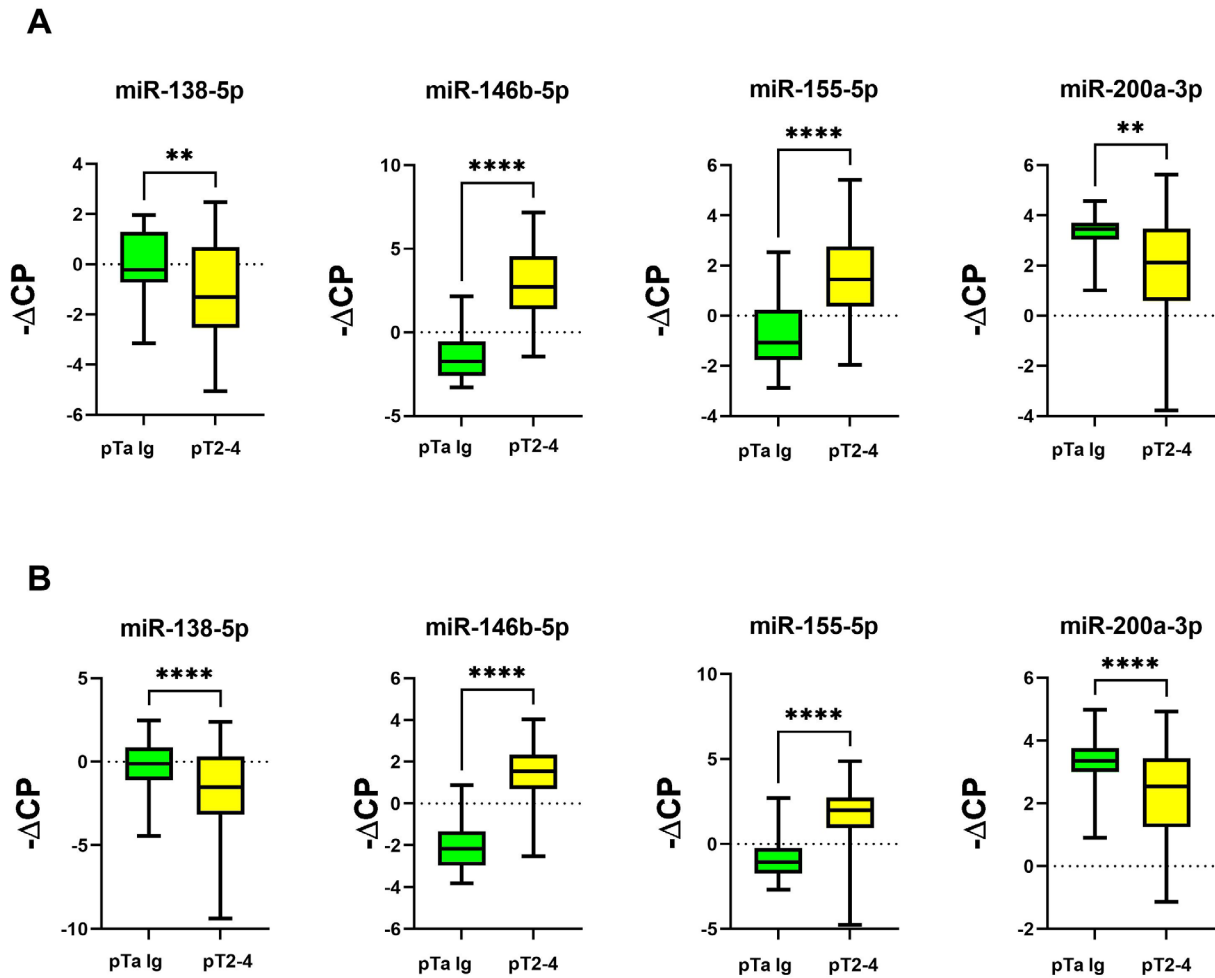 A
miR-138-5p
miR-146b-5p
miR-155-5p
miR-200a-3p
**
****
****
**
-ΔCP
4
2
0
-2
-4
-6
pTa lg
pT2-4
-ΔCP
10
5
0
-5
pTa lg
pT2-4
-ΔCP
6
4
2
0
-2
-4
pTa lg
pT2-4
-ΔCP
6
4
2
0
-2
-4
pTa lg
pT2-4
B
miR-138-5p
miR-146b-5p
miR-155-5p
miR-200a-3p
****
****
****
****
-ΔCP
5
0
-5
-10
pTa lg
pT2-4
-ΔCP
6
4
2
0
-2
-4
-6
pTa lg
pT2-4
-ΔCP
10
5
0
-5
pTa lg
pT2-4
-ΔCP
6
4
2
0
-2
pTa lg
pT2-4